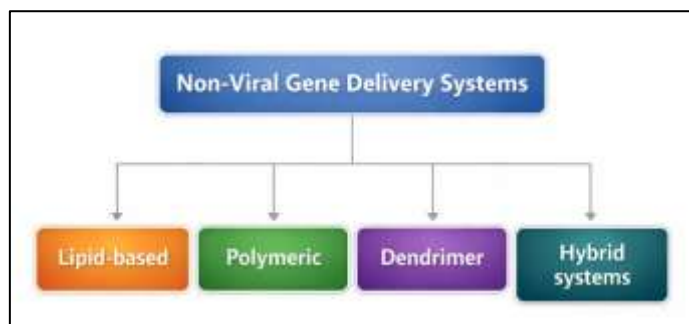 Non-Viral Gene Delivery Systems
Lipid-based
Polymeric
Dendrimer
Hybrid
systems